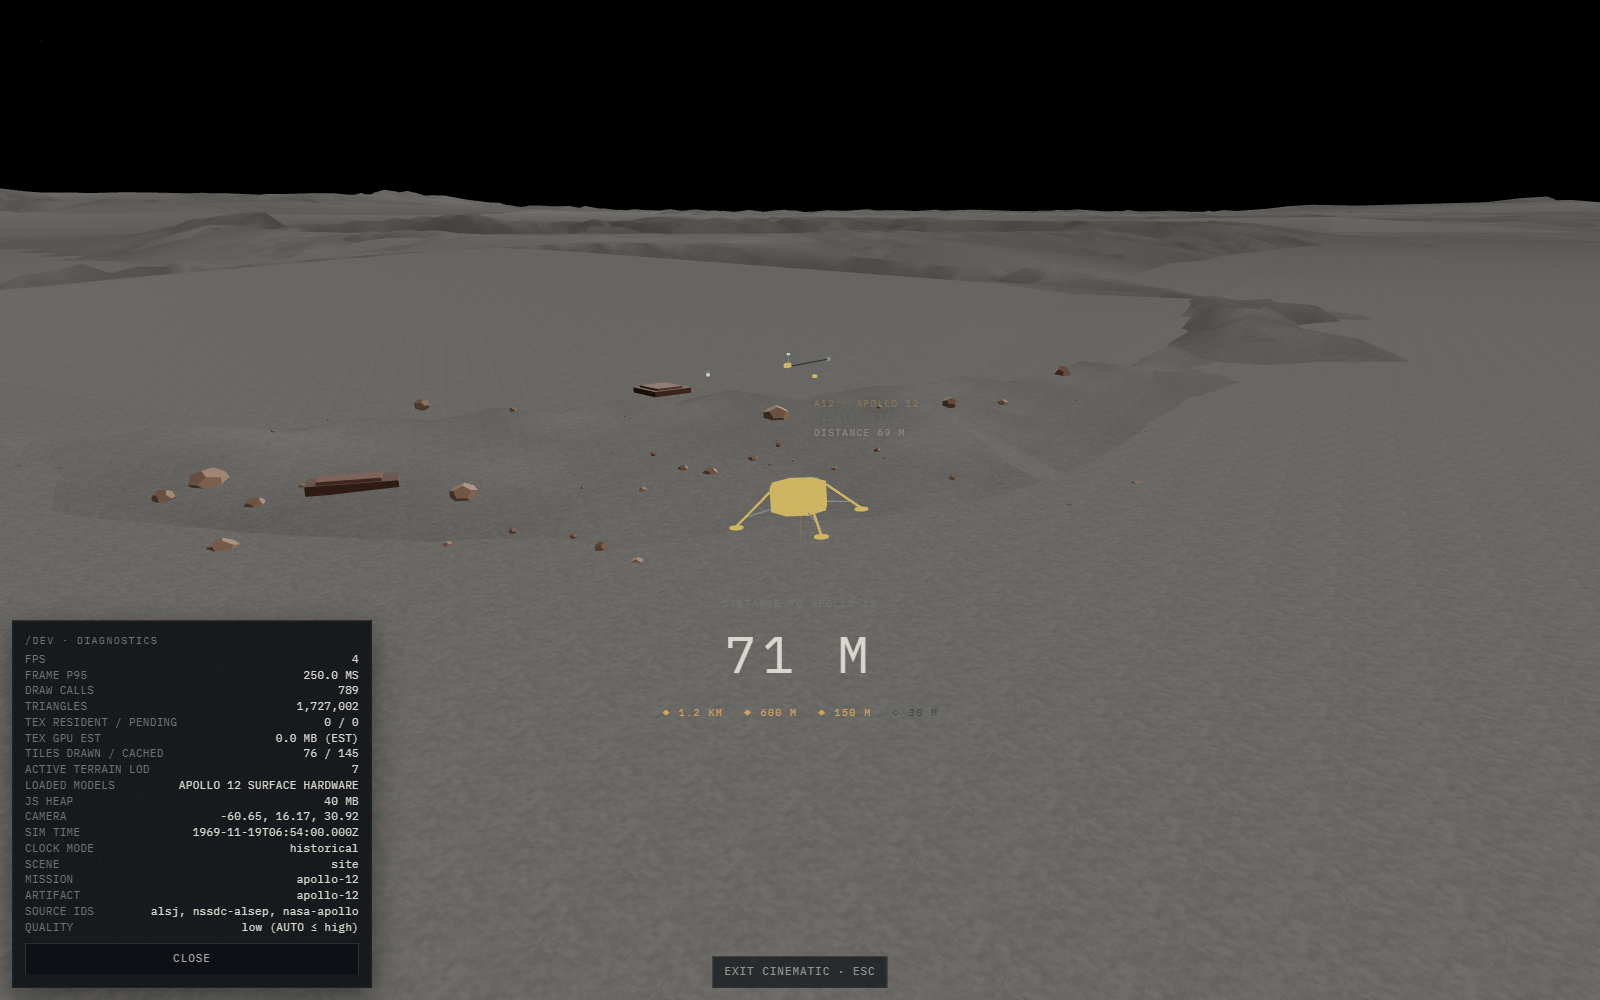 A12 · APOLLO 12
DISTANCE 69 M
DISTANCE TO APOLLO 12
71 M
◆ 1.2 KM ◆ 600 M ◆ 150 M ◇ 30 M
/DEV · DIAGNOSTICS
FPS 4
FRAME P95 250.0 MS
DRAW CALLS 789
TRIANGLES 1,727,002
TEX RESIDENT / PENDING 0 / 0
TEX GPU EST 0.0 MB (EST)
TILES DRAWN / CACHED 76 / 145
ACTIVE TERRAIN LOD 7
LOADED MODELS APOLLO 12 SURFACE HARDWARE
JS HEAP 40 MB
CAMERA -60.65, 16.17, 30.92
SIM TIME 1969-11-19T06:54:00.000Z
CLOCK MODE historical
SCENE site
MISSION apollo-12
ARTIFACT apollo-12
SOURCE IDS alsj, nssdc-alsep, nasa-apollo
QUALITY low (AUTO ≤ high)
CLOSE
EXIT CINEMATIC · ESC